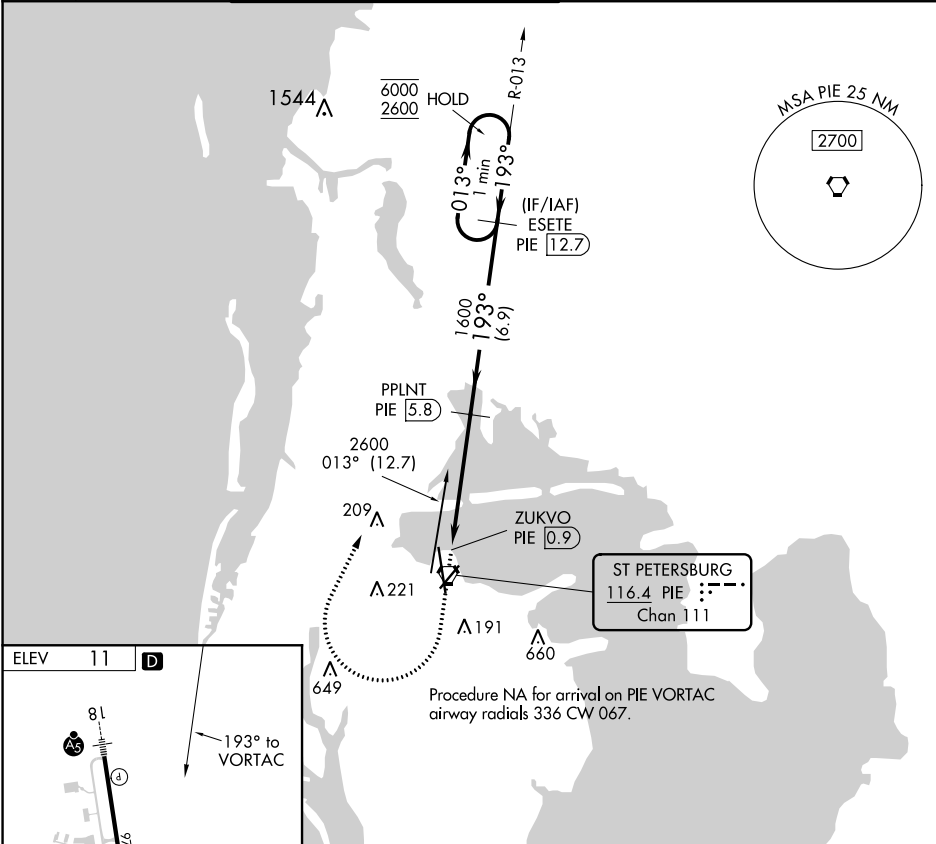 R-013
1544
6000
2600
HOLD
MSA PIE 25 NM
2700
013°
1 min
193°
(IF/IAF)
ESETE
PIE 12.7
1600
193°
(6.9)
PPLNT
PIE 5.8
2600
013° (12.7)
209
ZUKVO
PIE 0.9
ST PETERSBURG
116.4 PIE
Chan 111
221
191
660
649
Procedure NA for arrival on PIE VORTAC
airway radials 336 CW 067.
ELEV 11 D
18
A5
P
193° to
VORTAC